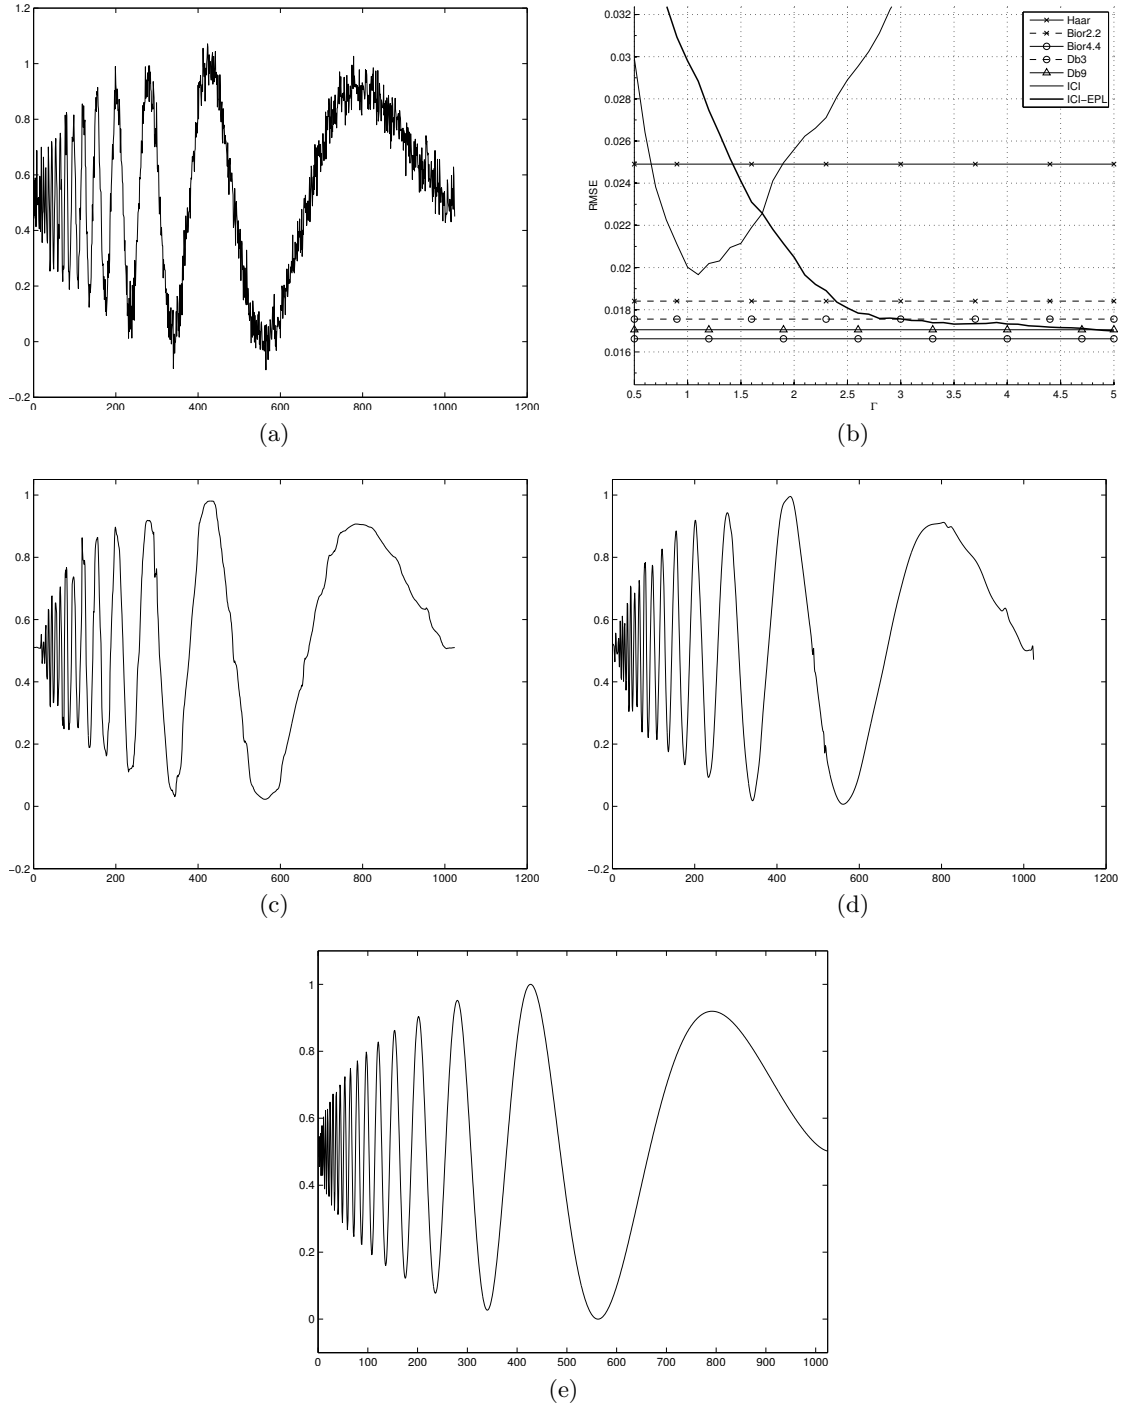 1.2
1
0.8
0.6
0.4
0.2
0
−0.2
0 200 400 600 800 1000 1200
(a)
0.032
0.03
0.028
0.026
0.024
0.022
0.02
0.018
0.016
RMSE
0.5 1 1.5 2 2.5 3 3.5 4 4.5 5
Γ
Haar
Bior2.2
Bior4.4
Db3
Db9
ICI
ICI−EPL
(b)
1
0.8
0.6
0.4
0.2
0
−0.2
0 200 400 600 800 1000 1200
(c)
1
0.8
0.6
0.4
0.2
0
−0.2
0 200 400 600 800 1000 1200
(d)
1
0.8
0.6
0.4
0.2
0
0 100 200 300 400 500 600 700 800 900 1000
(e)